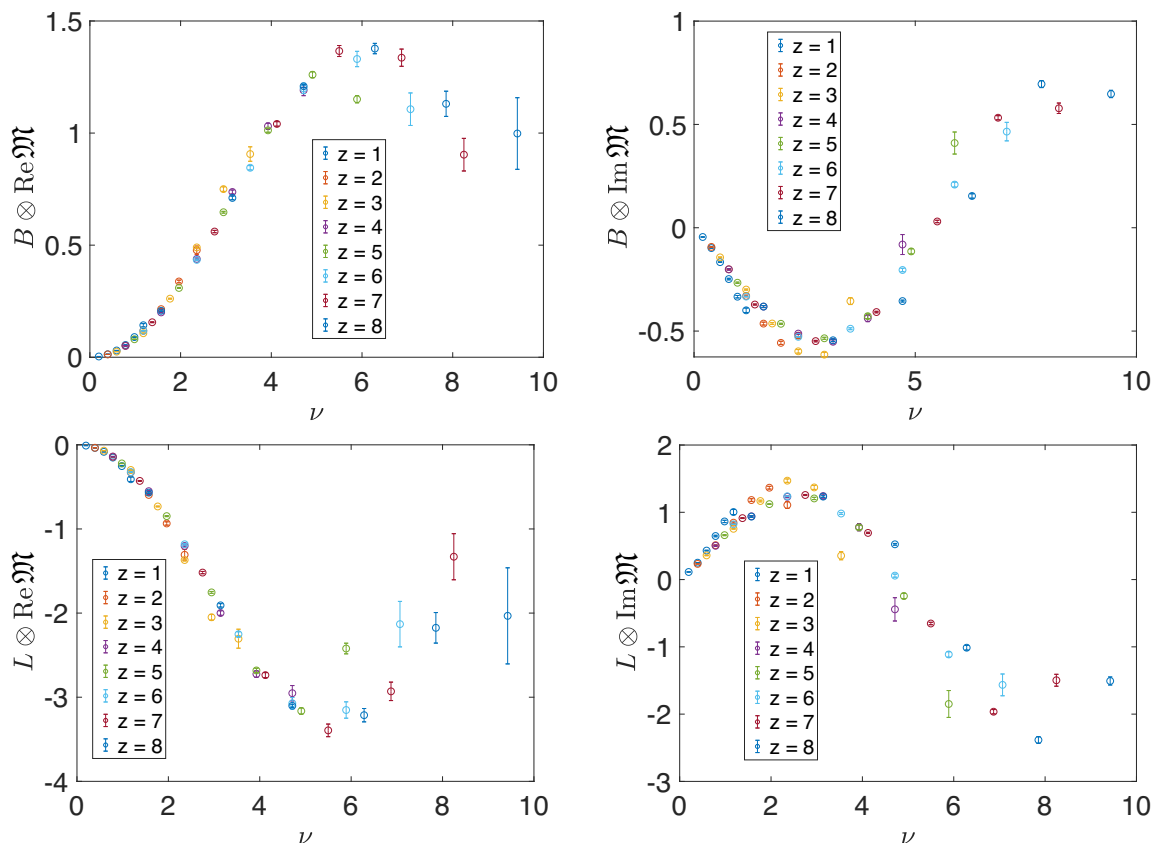 B ⊗ Re𝔐
1.5
1
0.5
0
0 2 4 6 8 10
ν
z = 1
z = 2
z = 3
z = 4
z = 5
z = 6
z = 7
z = 8
B ⊗ Im𝔐
1
0.5
0
-0.5
0 5 10
ν
z = 1
z = 2
z = 3
z = 4
z = 5
z = 6
z = 7
z = 8
L ⊗ Re𝔐
0
-1
-2
-3
-4
0 2 4 6 8 10
ν
z = 1
z = 2
z = 3
z = 4
z = 5
z = 6
z = 7
z = 8
L ⊗ Im𝔐
2
1
0
-1
-2
-3
0 2 4 6 8 10
ν
z = 1
z = 2
z = 3
z = 4
z = 5
z = 6
z = 7
z = 8